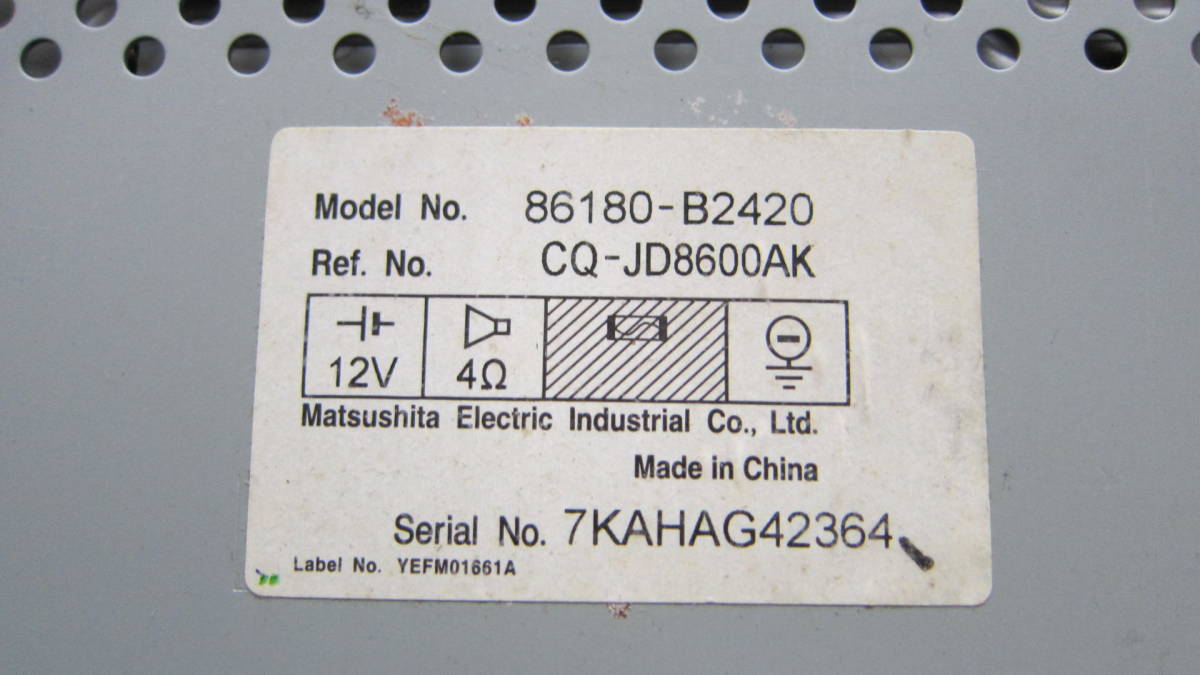 Model No. 86180-B2420
Ref. No. CQ-JD8600AK
12V 4Ω
Matsushita Electric Industrial Co., Ltd.
Made in China
Serial No. 7KAHAG42364
Label No. YEFM01661A